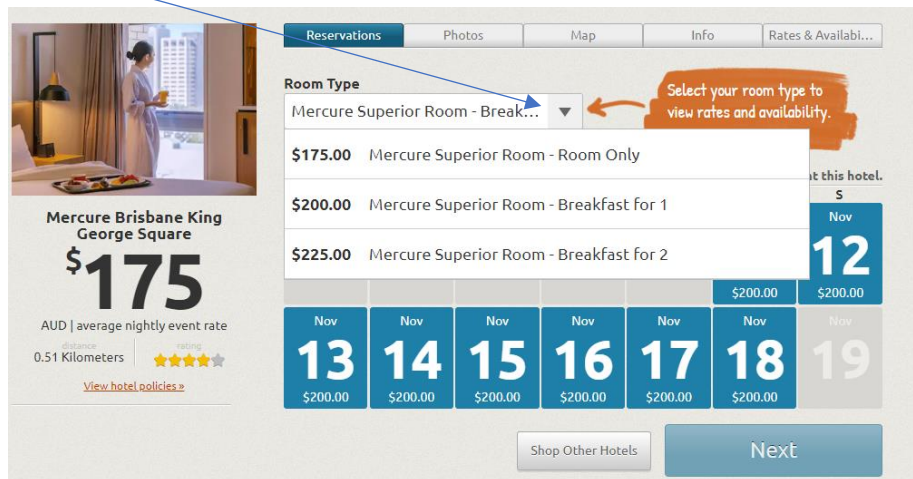 Reservations
Photos
Map
Info
Rates & Availabi...
Room Type
Mercure Superior Room - Break...
Select your room type to
view rates and availability.
$175.00 Mercure Superior Room - Room Only
$200.00 Mercure Superior Room - Breakfast for 1
$225.00 Mercure Superior Room - Breakfast for 2
at this hotel.
S
Mercure Brisbane King
George Square
$175
AUD | average nightly event rate
distance
rating
0.51 Kilometers
View hotel policies »
Nov
12
$200.00
$200.00
Nov
Nov
Nov
Nov
Nov
Nov
Nov
13
14
15
16
17
18
19
$200.00
$200.00
$200.00
$200.00
$200.00
$200.00
Shop Other Hotels
Next